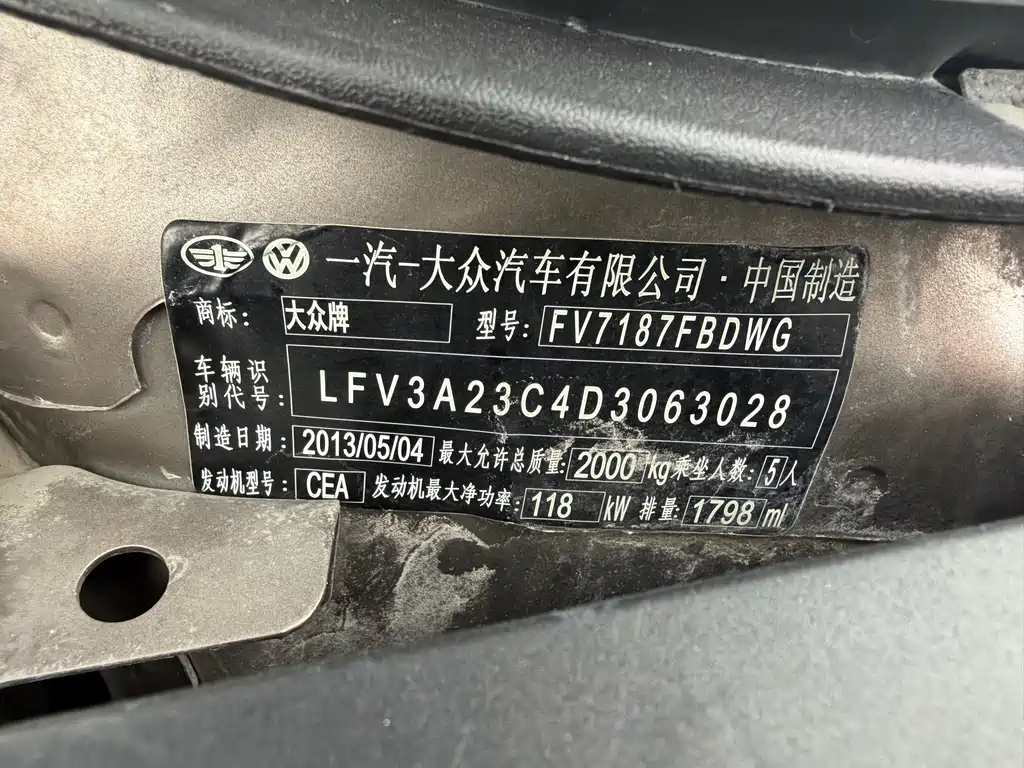 一汽-大众汽车有限公司·中国制造
商标: 大众牌 型号: FV7187FBDWG
车辆识别代号: LFV3A23C4D3063028
制造日期: 2013/05/04 最大允许总质量: 2000 kg 乘坐人数: 5 人
发动机型号: CEA 发动机最大净功率: 118 kW 排量: 1798 ml